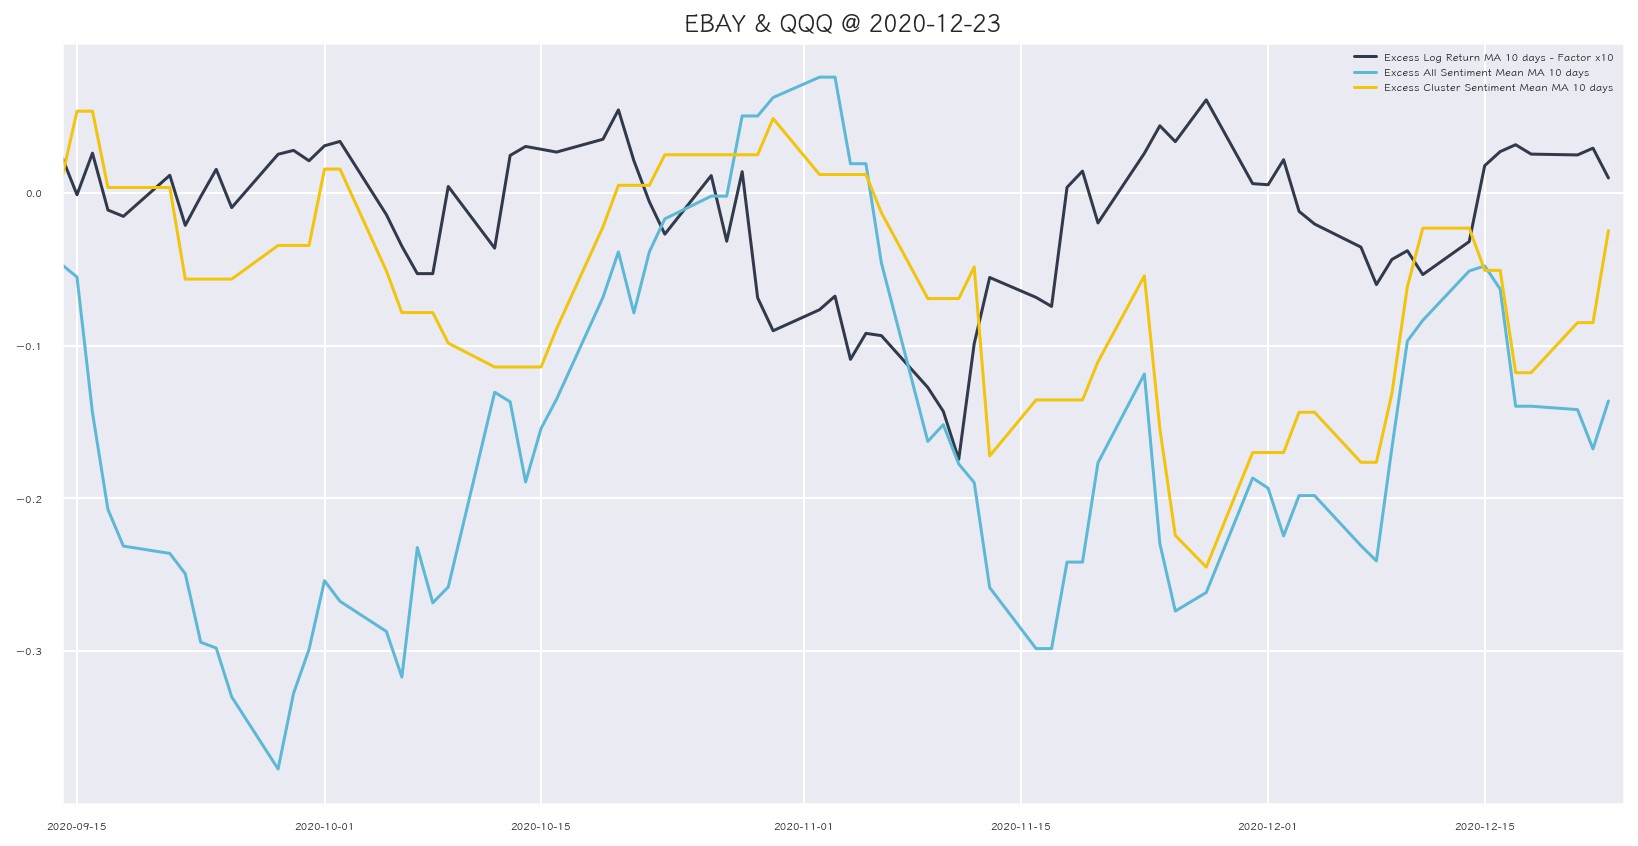 EBAY & QQQ @ 2020-12-23
Excess Log Return MA 10 days - Factor x10
Excess All Sentiment Mean MA 10 days
Excess Cluster Sentiment Mean MA 10 days
0.0
−0.1
−0.2
−0.3
2020-09-15 2020-10-01 2020-10-15 2020-11-01 2020-11-15 2020-12-01 2020-12-15